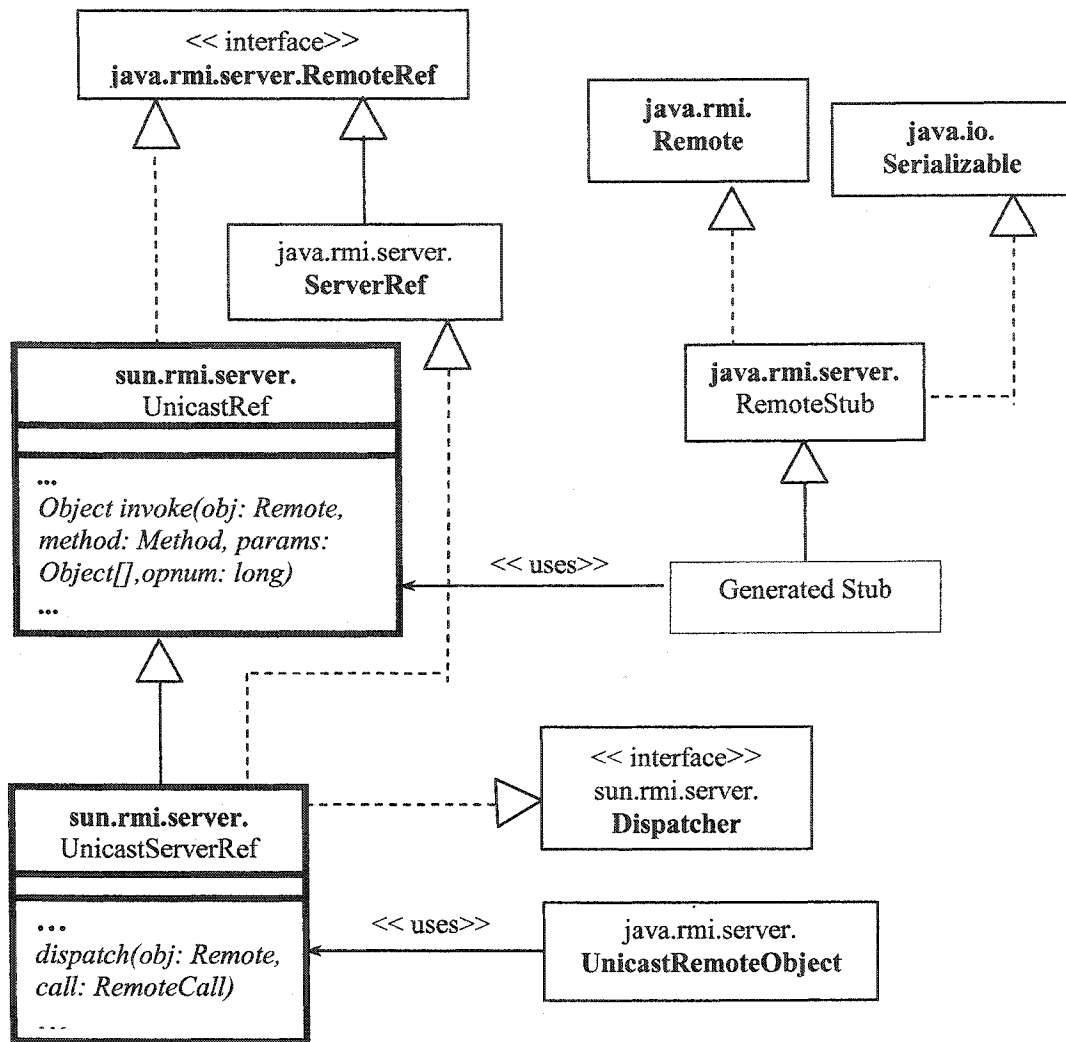 << interface>>
java.rmi.server.RemoteRef
java.rmi.
Remote
java.io.
Serializable
java.rmi.server.
ServerRef
sun.rmi.server.
UnicastRef
...
Object invoke(obj: Remote,
method: Method, params:
Object[],opnum: long)
...
java.rmi.server.
RemoteStub
<< uses>>
Generated Stub
<< interface>>
sun.rmi.server.
Dispatcher
sun.rmi.server.
UnicastServerRef
...
dispatch(obj: Remote,
call: RemoteCall)
...
<< uses>>
java.rmi.server.
UnicastRemoteObject